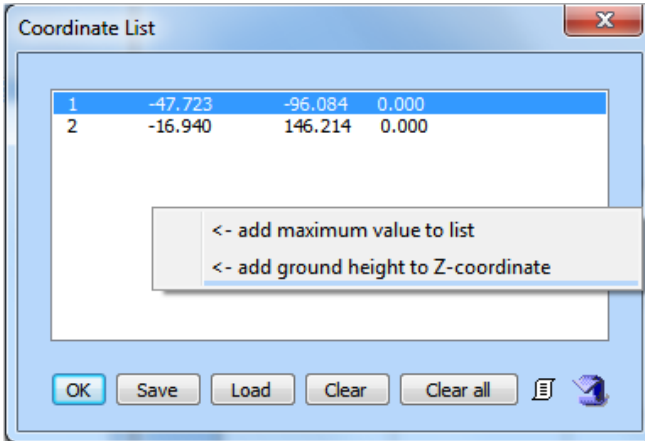 Coordinate List
1 -47.723 -96.084 0.000
2 -16.940 146.214 0.000
<- add maximum value to list
<- add ground height to Z-coordinate
OK Save Load Clear Clear all